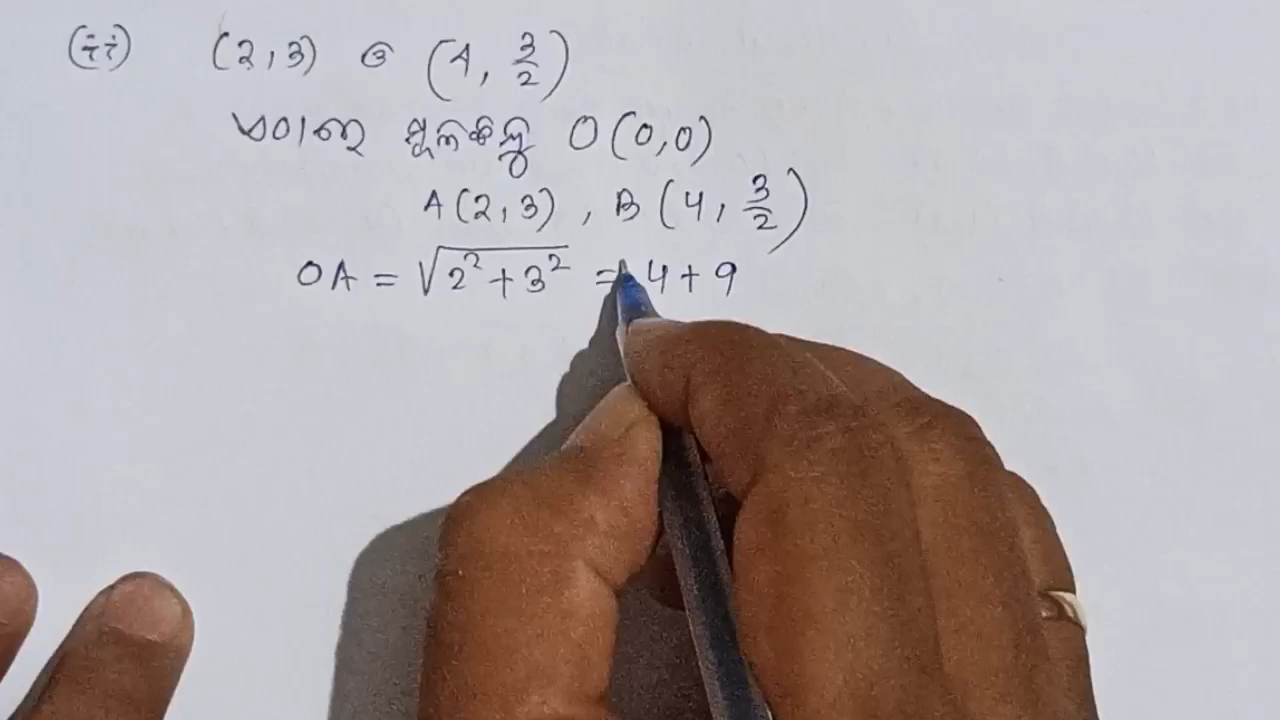 (ii) (2,3) ଓ (4, 3/2)
ଏଠାରେ ମୂଳବିନ୍ଦୁ O(0,0)
A(2,3), B(4, 3/2)
OA = √(2²+3²) = 4+9